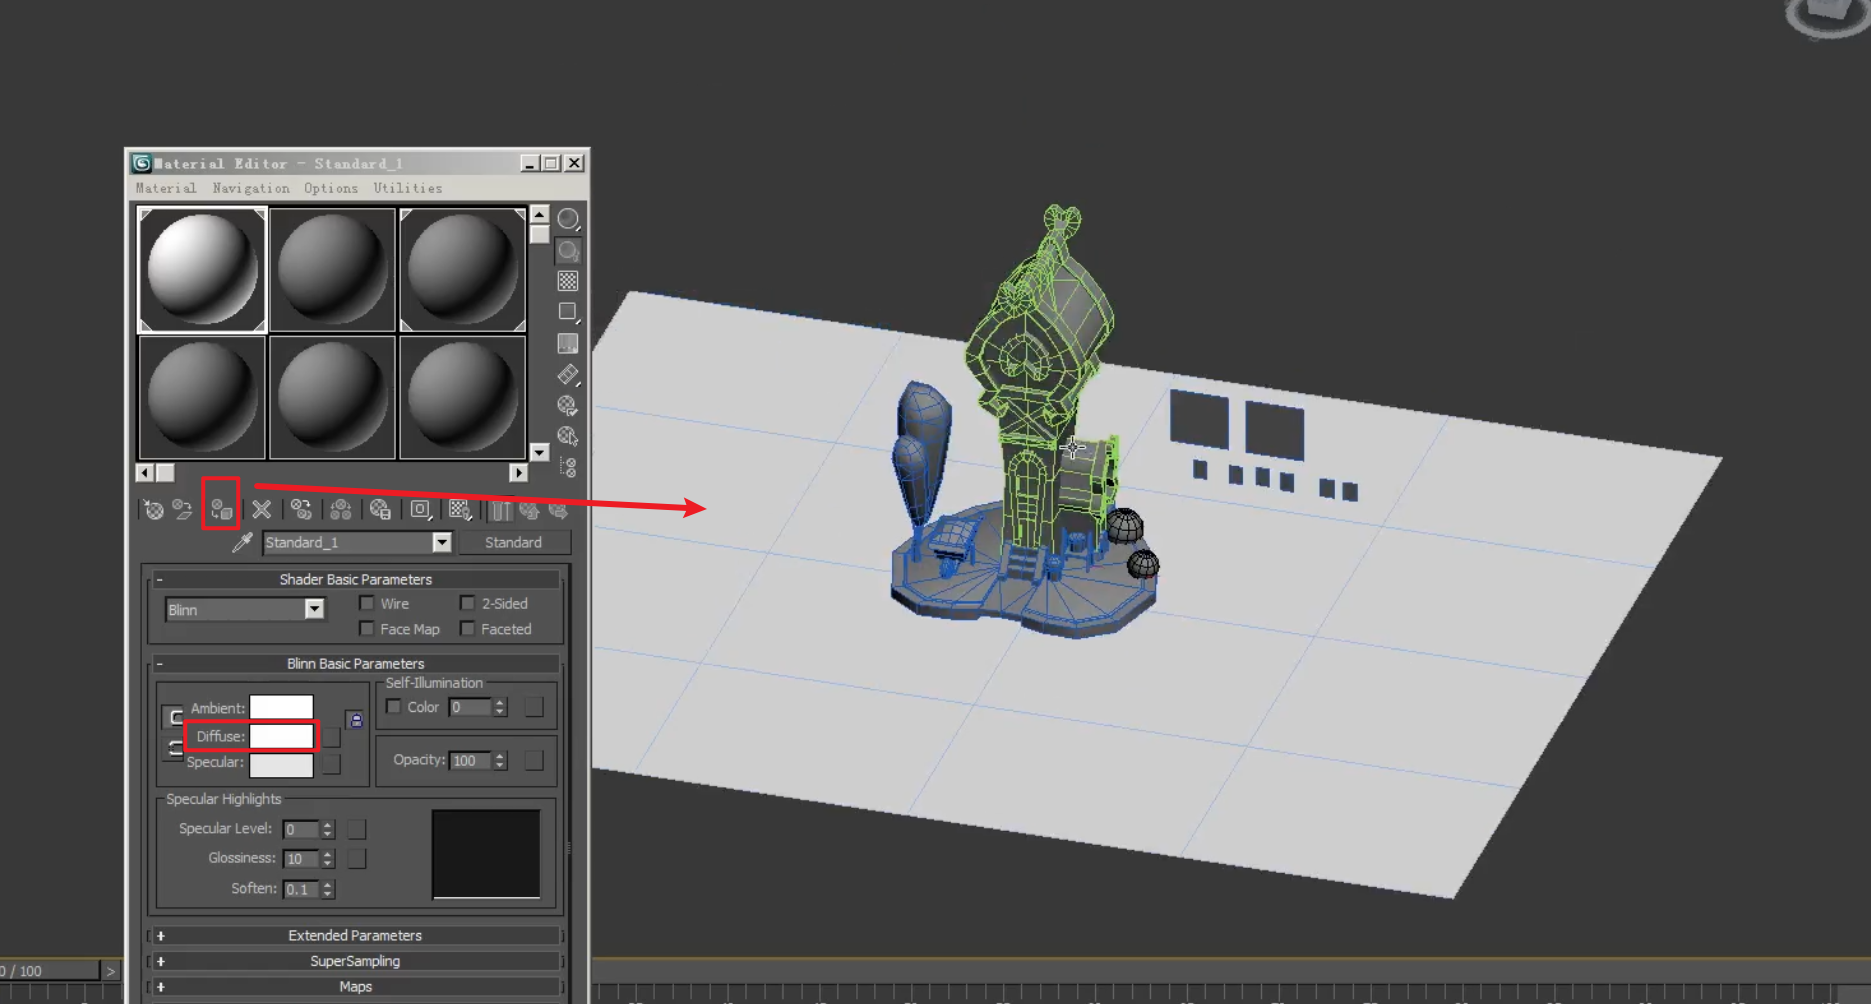 Material Editor - Standard_1
Material Navigation Options Utilities
Standard_1
Standard
Shader Basic Parameters
Blinn
Wire
2-Sided
Face Map
Faceted
Blinn Basic Parameters
Self-Illumination
Ambient:
Color 0
Diffuse:
Specular:
Opacity: 100
Specular Highlights
Specular Level: 0
Glossiness: 10
Soften: 0.1
Extended Parameters
SuperSampling
Maps
0 / 100